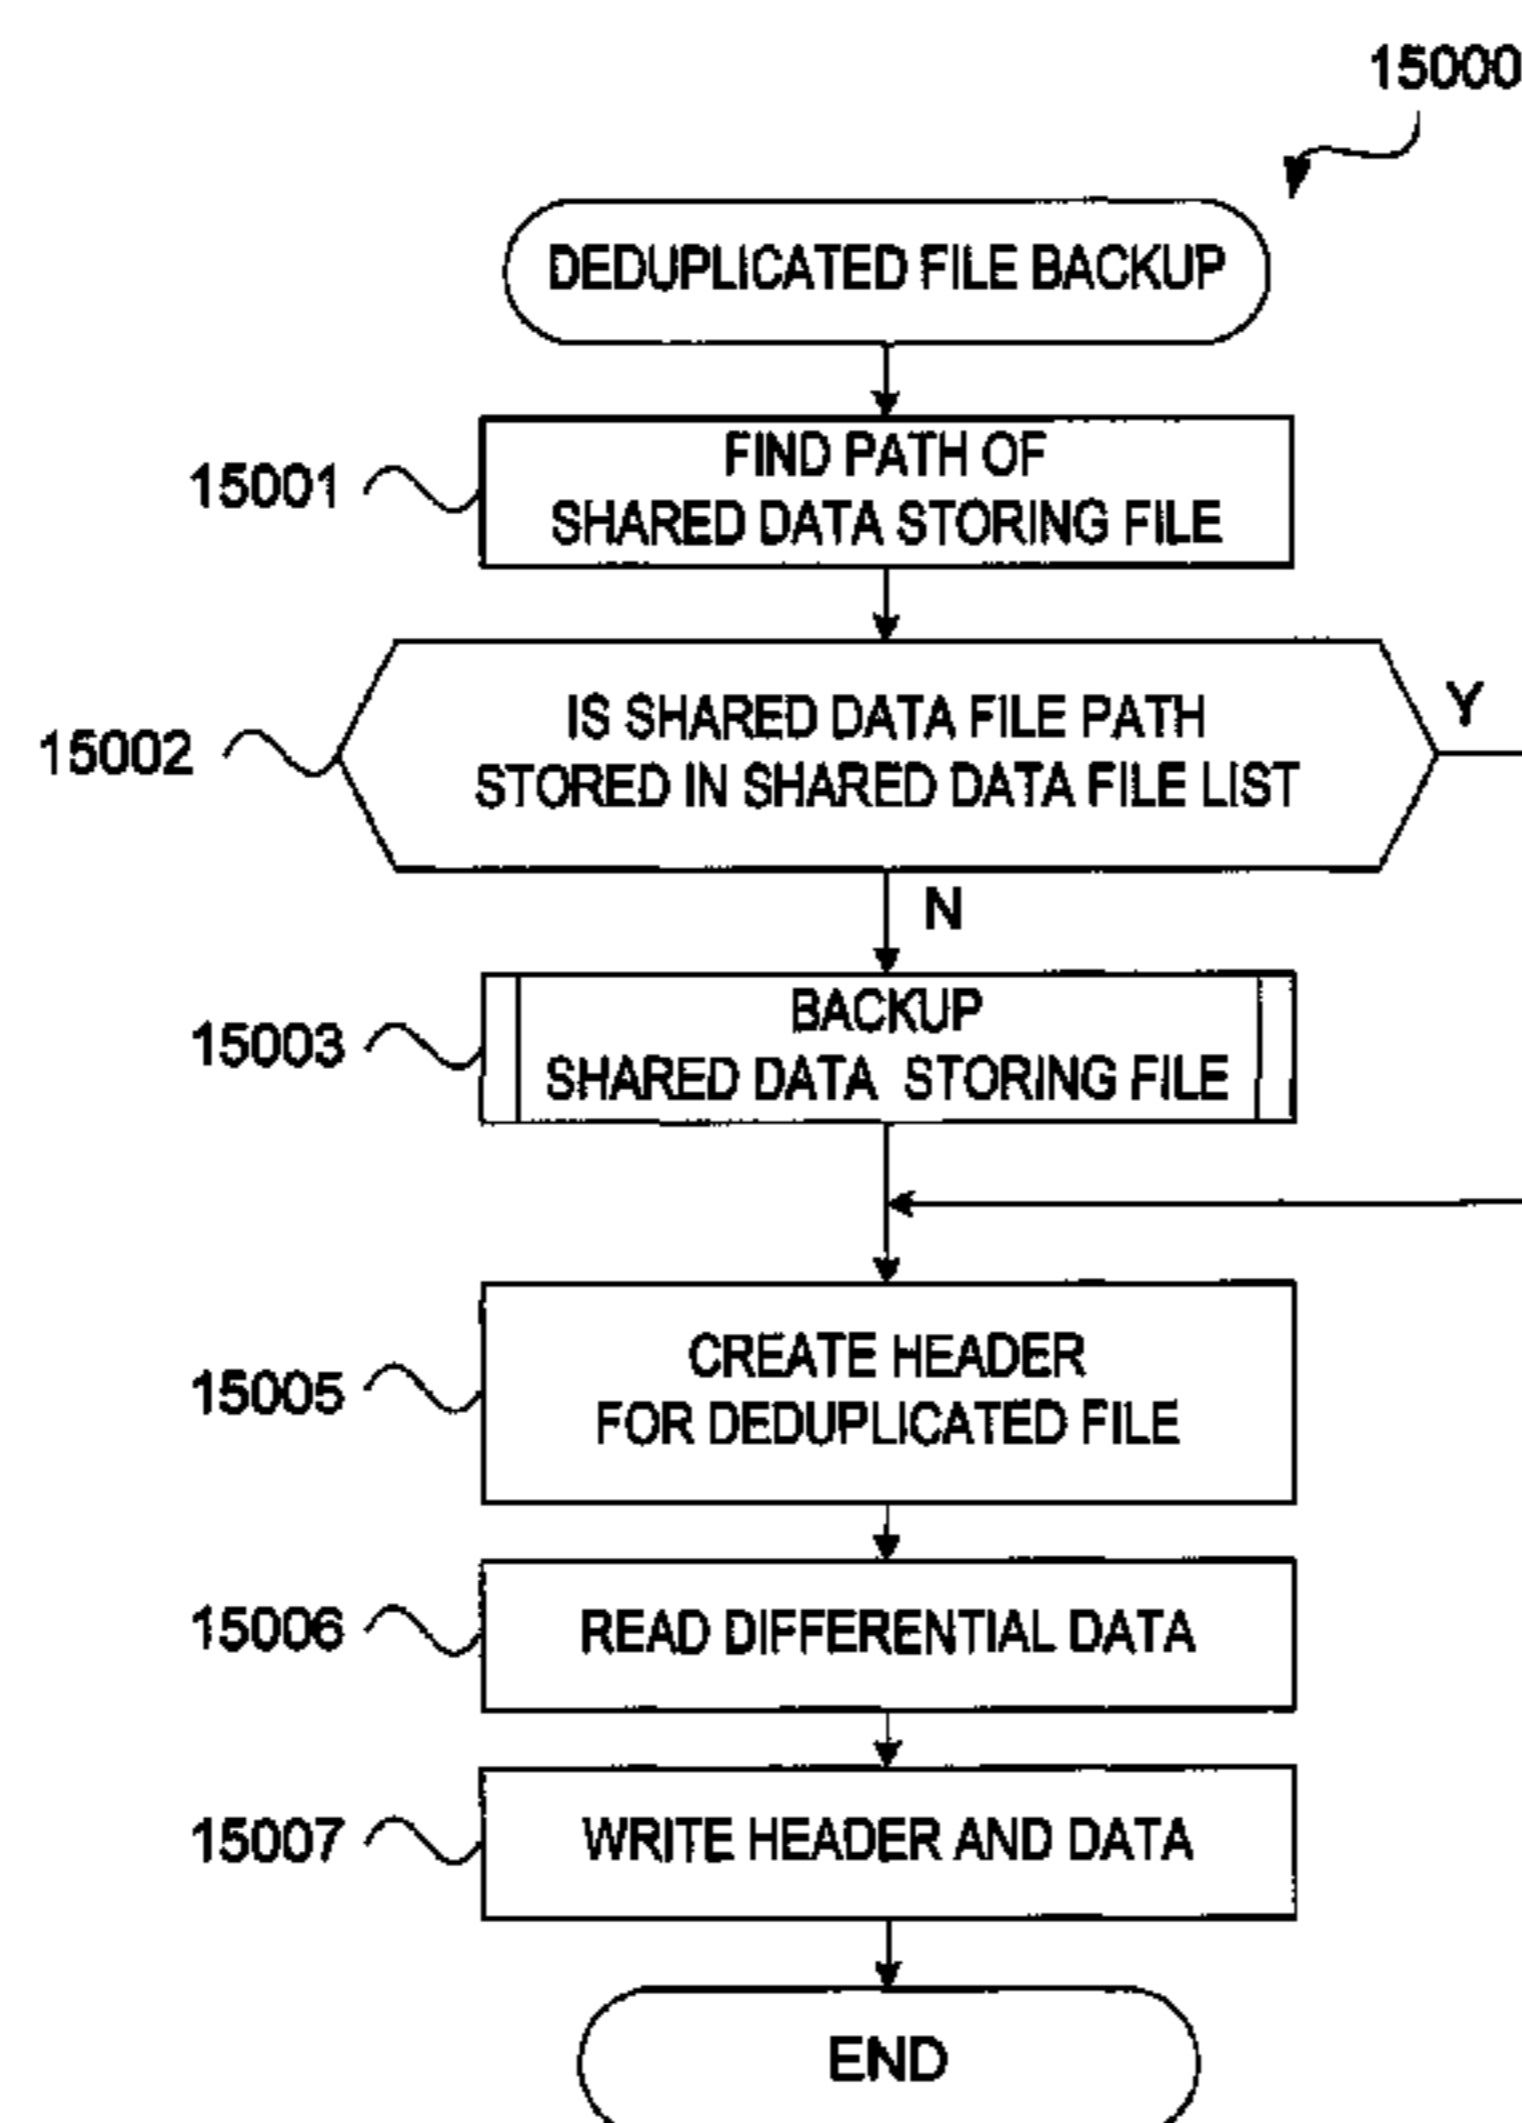 15000
DEDUPLICATED FILE BACKUP
15001
FIND PATH OF
SHARED DATA STORING FILE
15002
IS SHARED DATA FILE PATH
STORED IN SHARED DATA FILE LIST
Y
N
15003
BACKUP
SHARED DATA STORING FILE
15005
CREATE HEADER
FOR DEDUPLICATED FILE
15006
READ DIFFERENTIAL DATA
15007
WRITE HEADER AND DATA
END